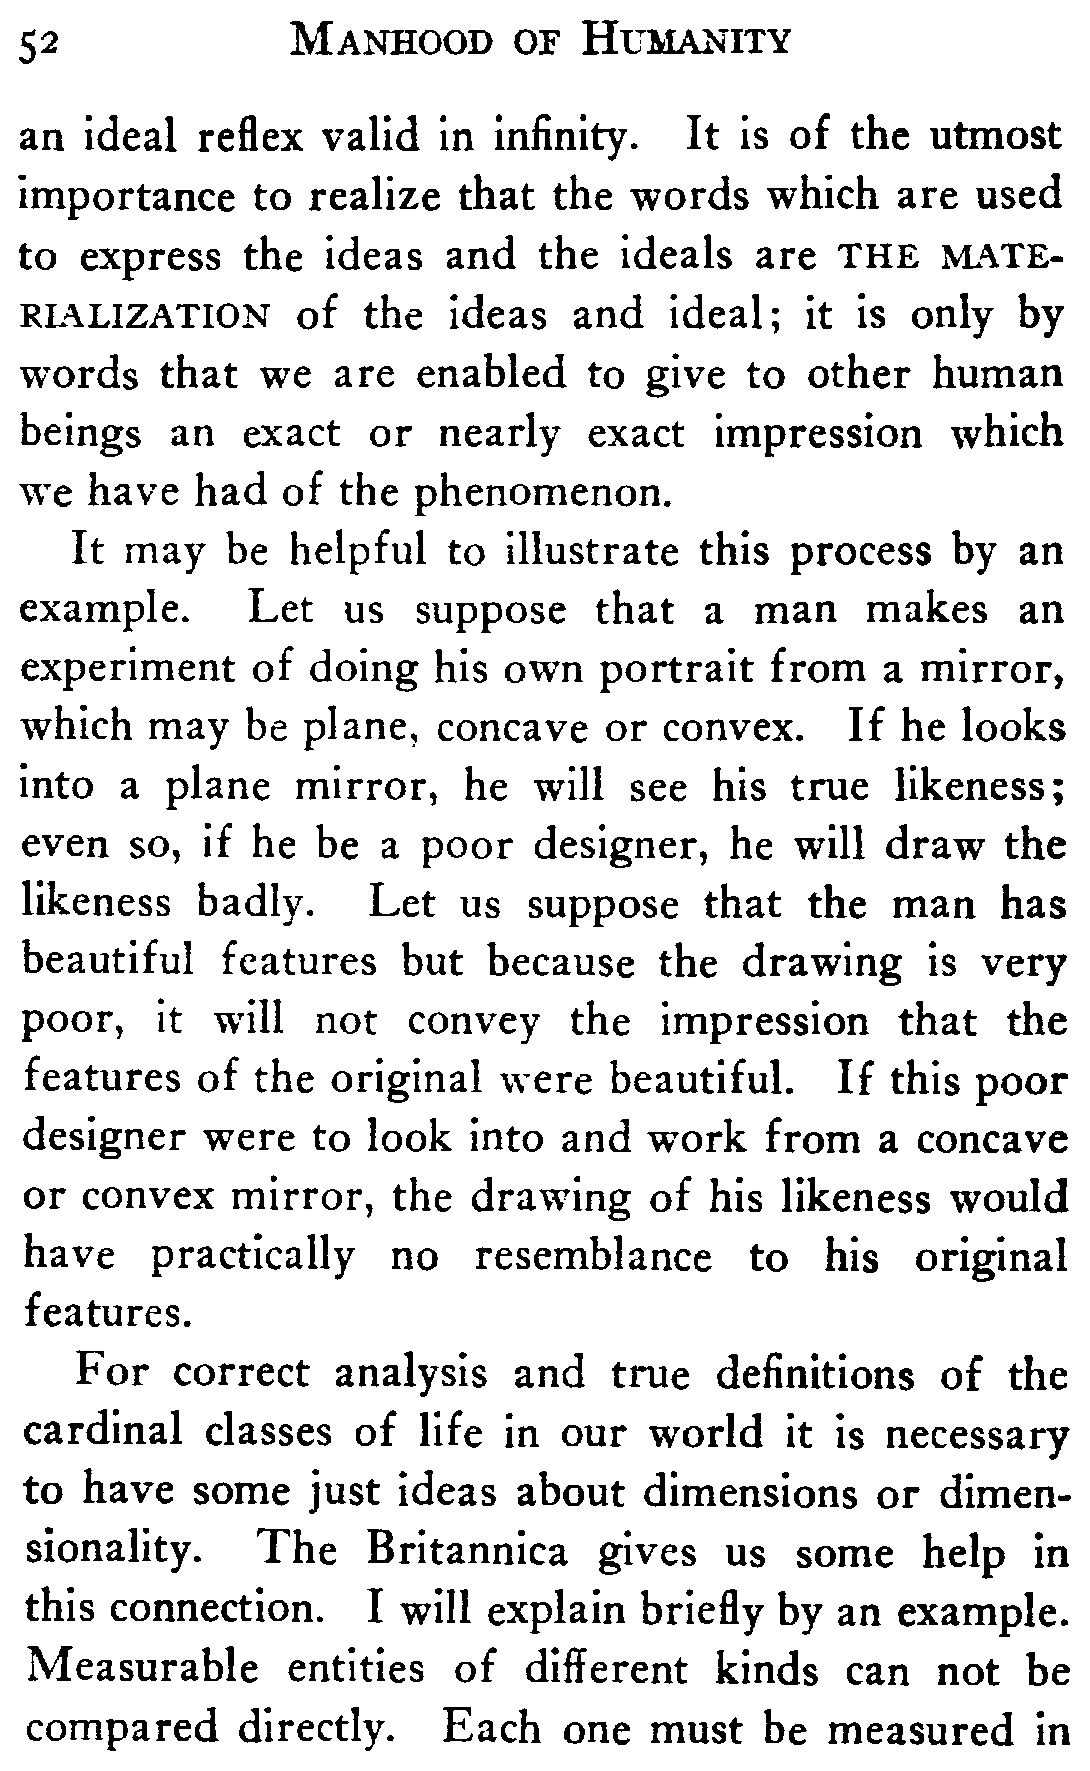 52 MANHOOD OF HUMANITY
an ideal reflex valid in infinity. It is of the utmost
importance to realize that the words which are used
to express the ideas and the ideals are THE MATE-
RIALIZATION of the ideas and ideal; it is only by
words that we are enabled to give to other human
beings an exact or nearly exact impression which
we have had of the phenomenon.
It may be helpful to illustrate this process by an
example. Let us suppose that a man makes an
experiment of doing his own portrait from a mirror,
which may be plane, concave or convex. If he looks
into a plane mirror, he will see his true likeness;
even so, if he be a poor designer, he will draw the
likeness badly. Let us suppose that the man has
beautiful features but because the drawing is very
poor, it will not convey the impression that the
features of the original were beautiful. If this poor
designer were to look into and work from a concave
or convex mirror, the drawing of his likeness would
have practically no resemblance to his original
features.
For correct analysis and true definitions of the
cardinal classes of life in our world it is necessary
to have some just ideas about dimensions or dimen-
sionality. The Britannica gives us some help in
this connection. I will explain briefly by an example.
Measurable entities of different kinds can not be
compared directly. Each one must be measured in